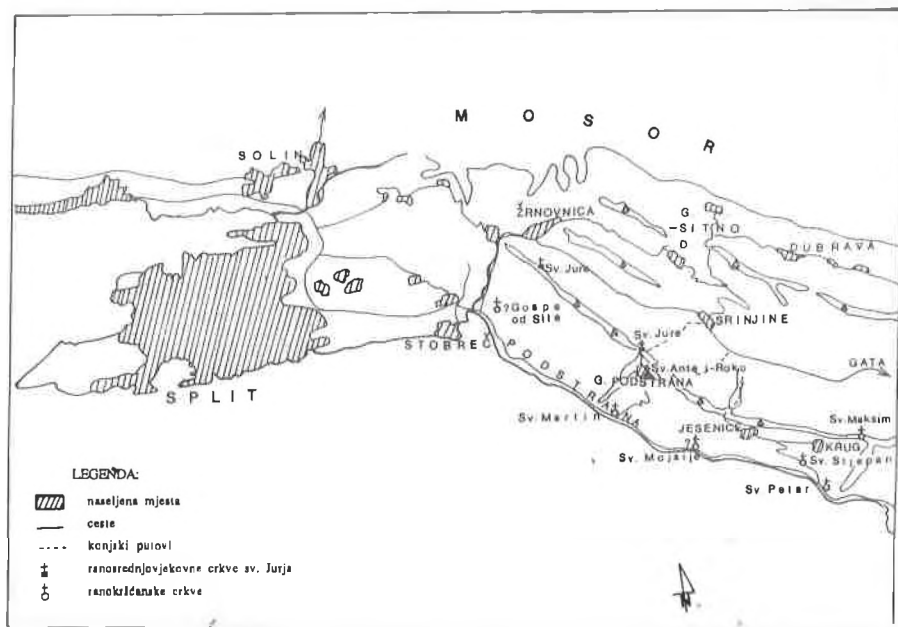 M O S O R
SOLIN
ŽRNOVNICA
G
SITNO
D
DUBRAVA
Sv. Jure
? Gospe
od Site
SRINJINE
STOBREČ
Sv. Jure
PODSTRANA
Sv. Ante i Roko
GATA
G. PODSTRANA
SPLIT
Sv. Martin
JESENICE
Sv. Maksim
KRUG
?
Sv. Mojsije
Sv. Stjepan
Sv Petar
LEGENDA:
naseljena mjesta
ceste
konjski putovi
ranosrednjovjekovne crkve sv. Jurja
ranokršćanske crkve
N